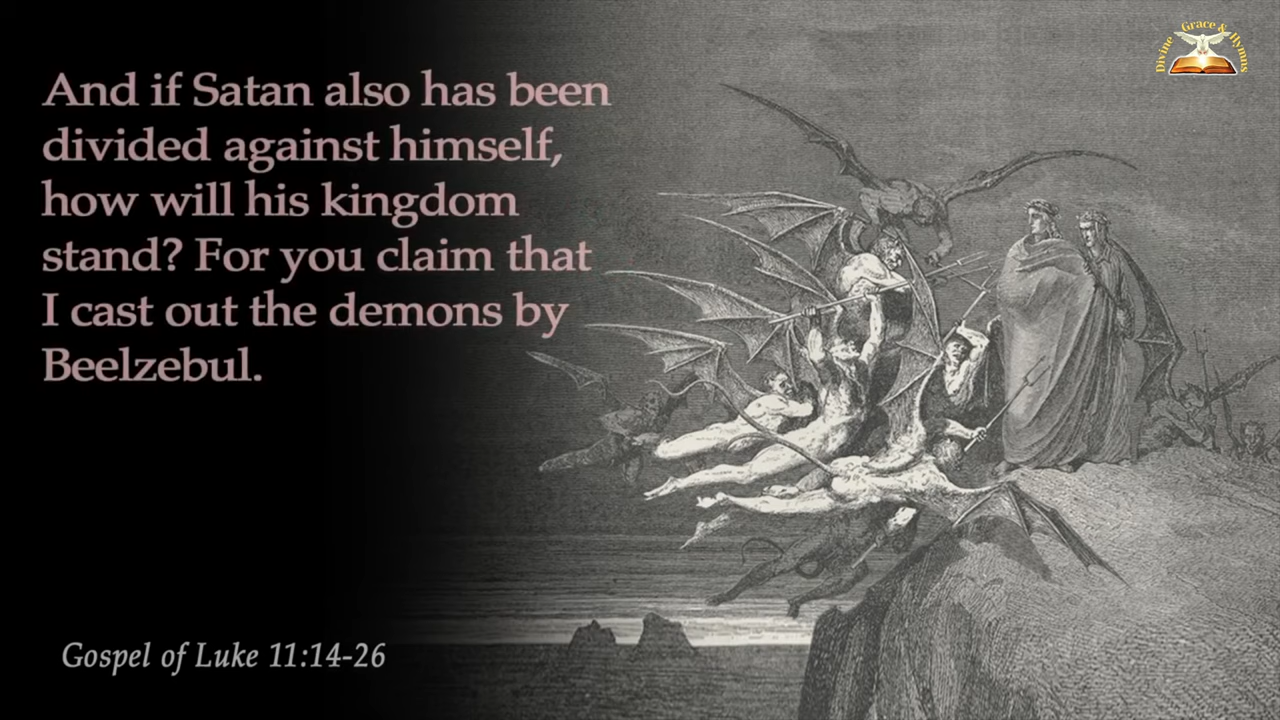 And if Satan also has been
divided against himself,
how will his kingdom
stand? For you claim that
I cast out the demons by
Beelzebul.
Gospel of Luke 11:14-26
Divine Grace & Hymns